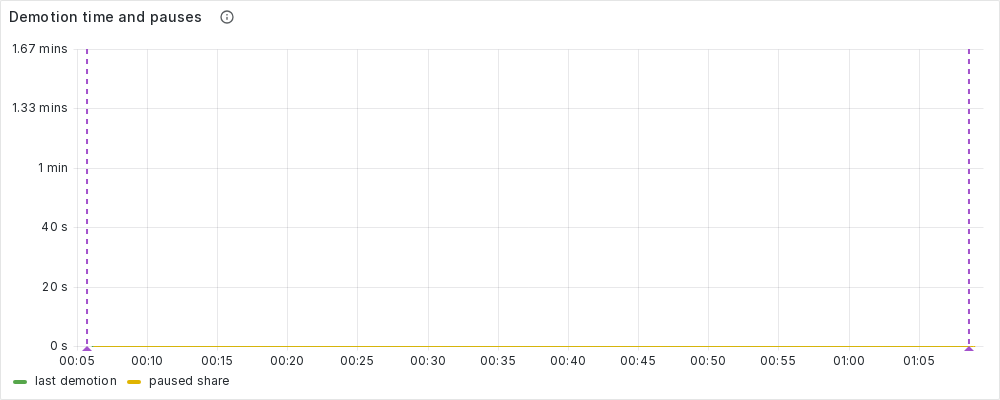 Demotion time and pauses
1.67 mins
1.33 mins
1 min
40 s
20 s
0 s
00:05 00:10 00:15 00:20 00:25 00:30 00:35 00:40 00:45 00:50 00:55 01:00 01:05
last demotion paused share